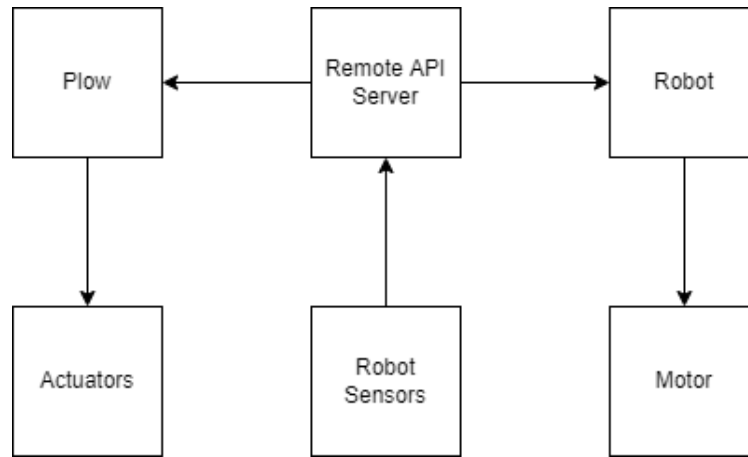 Plow
Remote API
Server
Robot
Actuators
Robot
Sensors
Motor